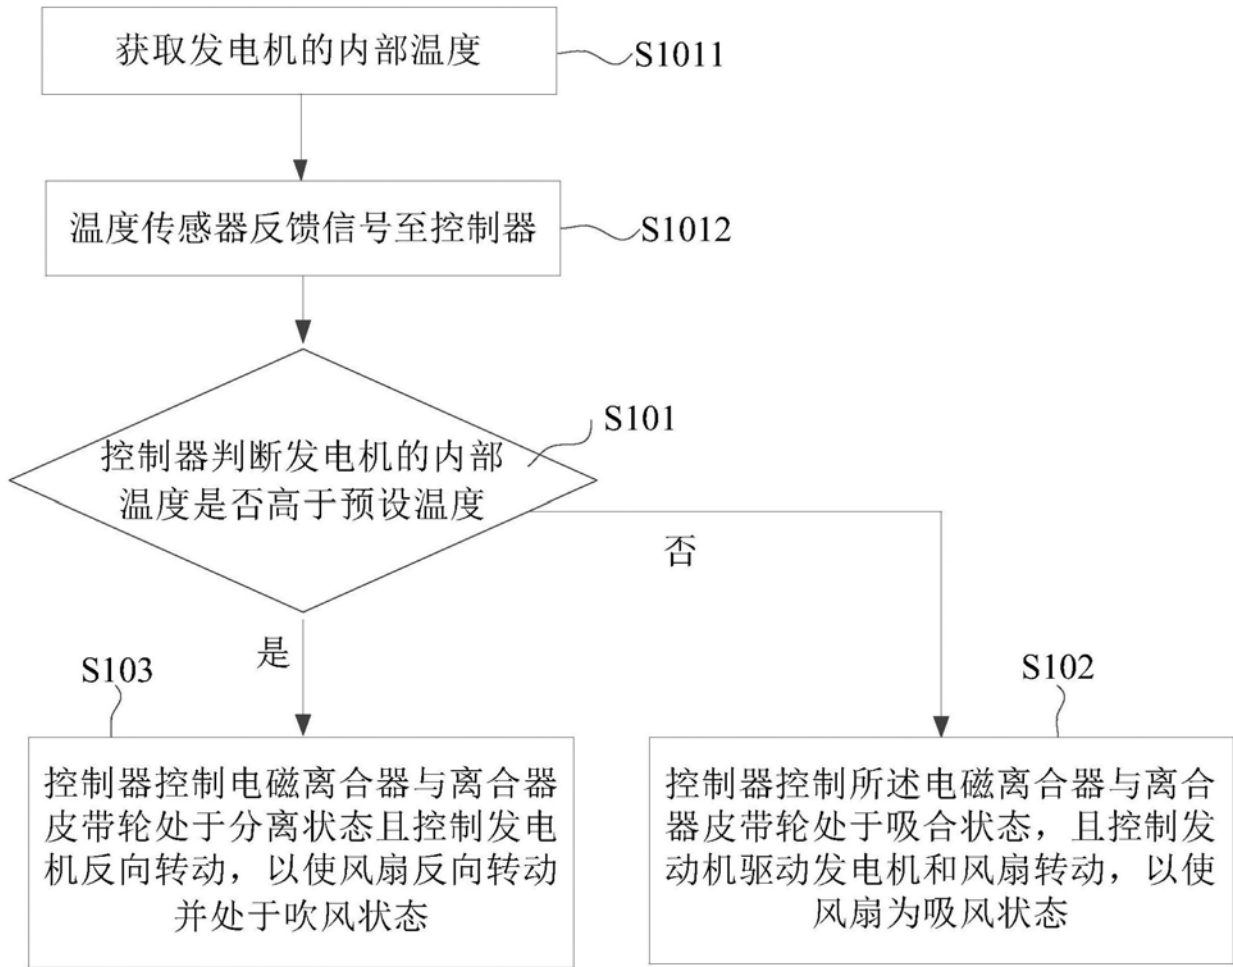 获取发电机的内部温度
S1011
温度传感器反馈信号至控制器
S1012
S101
控制器判断发电机的内部
温度是否高于预设温度
否
是
S103
S102
控制器控制电磁离合器与离合器
皮带轮处于分离状态且控制发电
机反向转动，以使风扇反向转动
并处于吹风状态
控制器控制所述电磁离合器与离合
器皮带轮处于吸合状态，且控制发
动机驱动发电机和风扇转动，以使
风扇为吸风状态